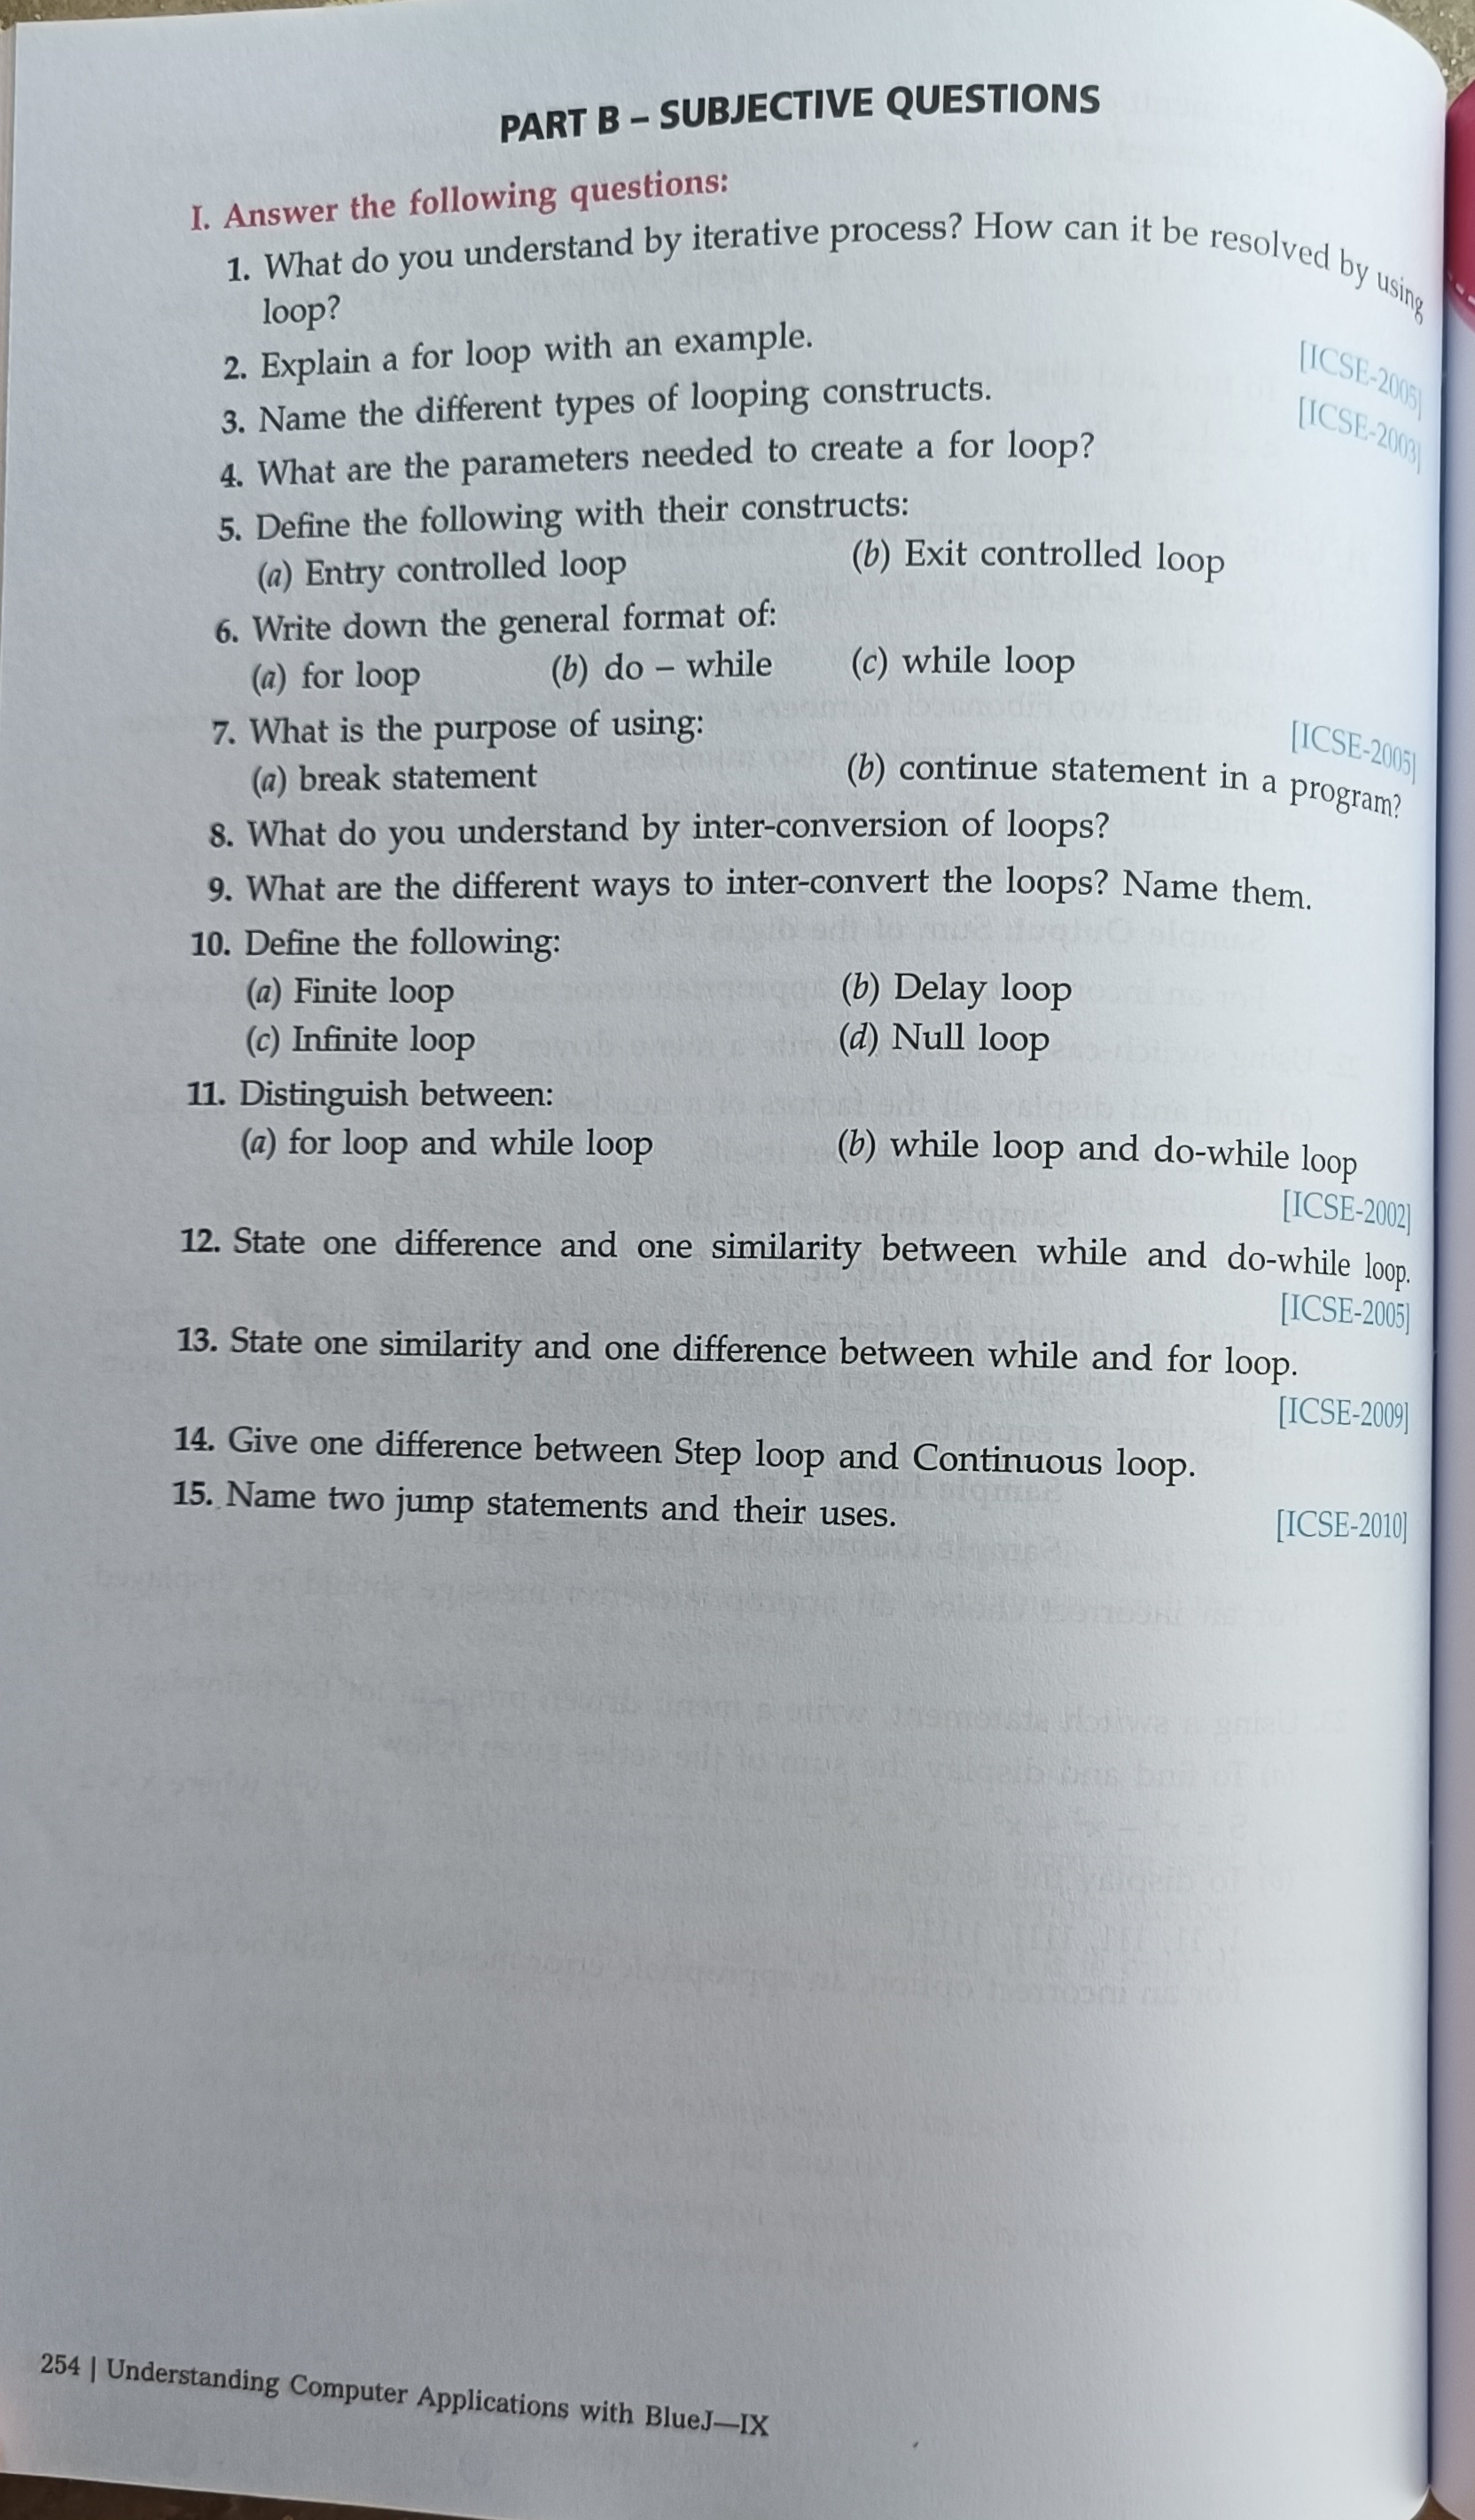 PART B – SUBJECTIVE QUESTIONS
I. Answer the following questions:
1. What do you understand by iterative process? How can it be resolved by using
loop?
2. Explain a for loop with an example. [ICSE-2005]
3. Name the different types of looping constructs. [ICSE-2003]
4. What are the parameters needed to create a for loop?
5. Define the following with their constructs:
(a) Entry controlled loop (b) Exit controlled loop
6. Write down the general format of:
(a) for loop (b) do – while (c) while loop
7. What is the purpose of using: [ICSE-2005]
(a) break statement (b) continue statement in a program?
8. What do you understand by inter-conversion of loops?
9. What are the different ways to inter-convert the loops? Name them.
10. Define the following:
(a) Finite loop (b) Delay loop
(c) Infinite loop (d) Null loop
11. Distinguish between:
(a) for loop and while loop (b) while loop and do-while loop
[ICSE-2002]
12. State one difference and one similarity between while and do-while loop.
[ICSE-2005]
13. State one similarity and one difference between while and for loop.
[ICSE-2009]
14. Give one difference between Step loop and Continuous loop.
15. Name two jump statements and their uses. [ICSE-2010]
254 | Understanding Computer Applications with BlueJ—IX